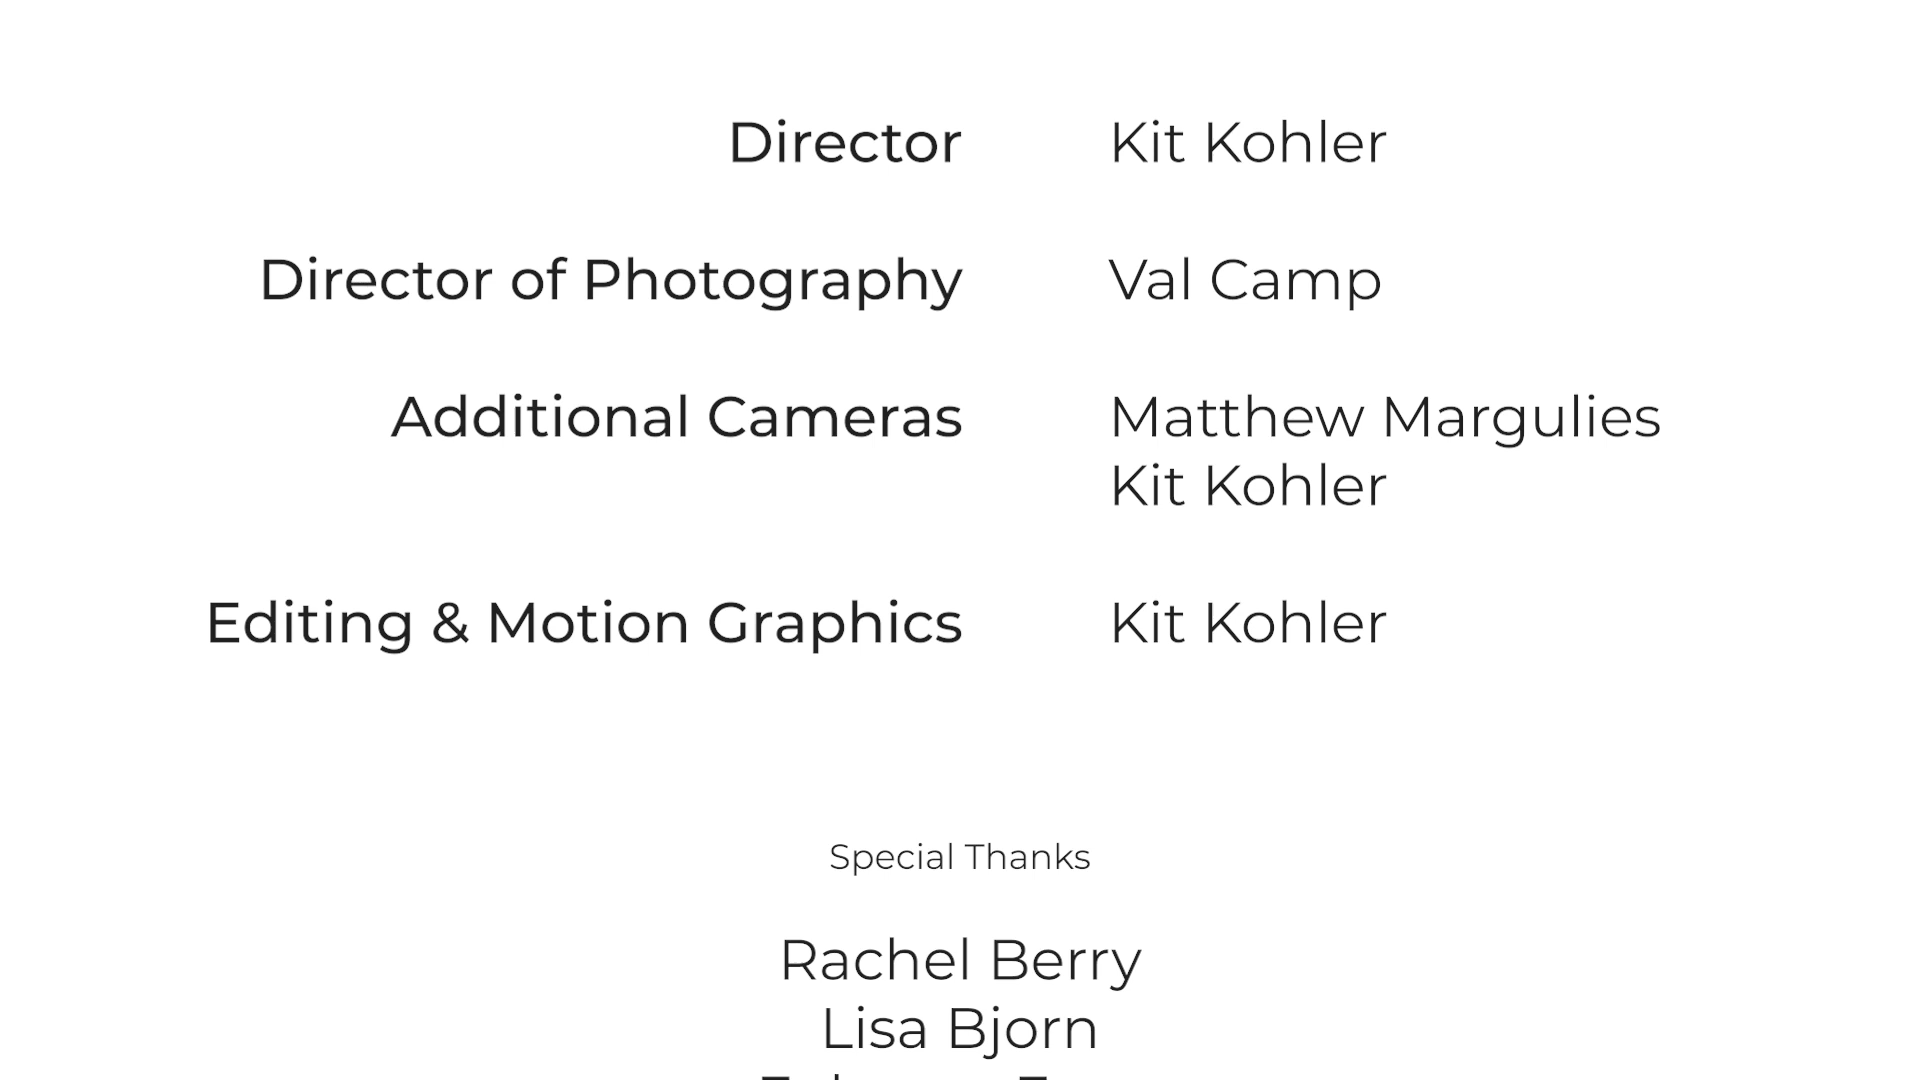 Director Kit Kohler
Director of Photography Val Camp
Additional Cameras Matthew Margulies
Kit Kohler
Editing & Motion Graphics Kit Kohler
Special Thanks
Rachel Berry
Lisa Bjorn